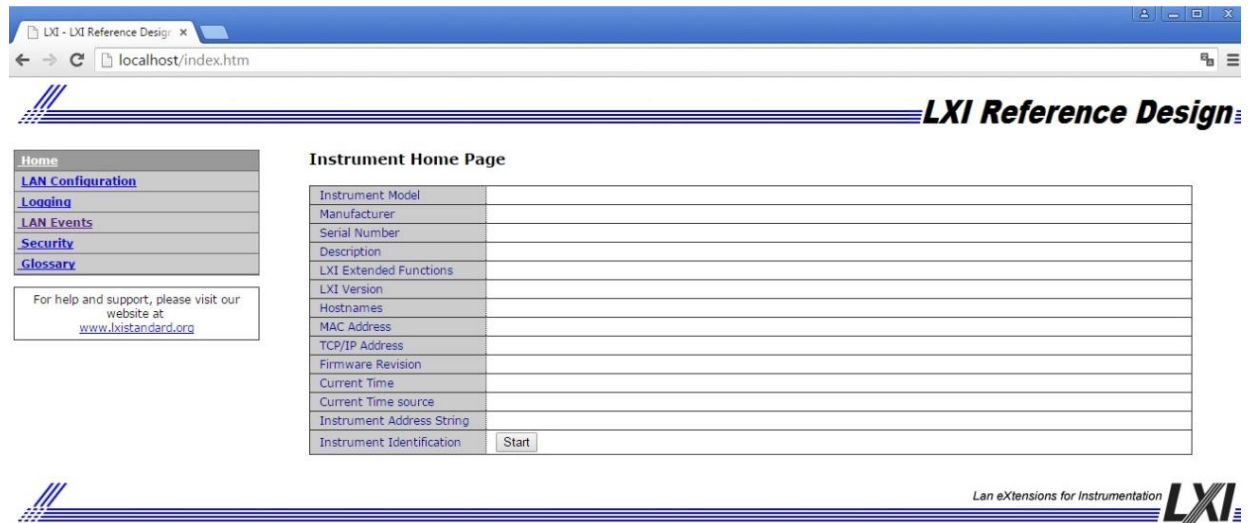 LXI - LXI Reference Desigr
localhost/index.htm
LXI Reference Design
Home
LAN Configuration
Logging
LAN Events
Security
Glossary
For help and support, please visit our
website at
www.lxistandard.org
Instrument Home Page
Instrument Model
Manufacturer
Serial Number
Description
LXI Extended Functions
LXI Version
Hostnames
MAC Address
TCP/IP Address
Firmware Revision
Current Time
Current Time source
Instrument Address String
Instrument Identification Start
Lan eXtensions for Instrumentation LXI